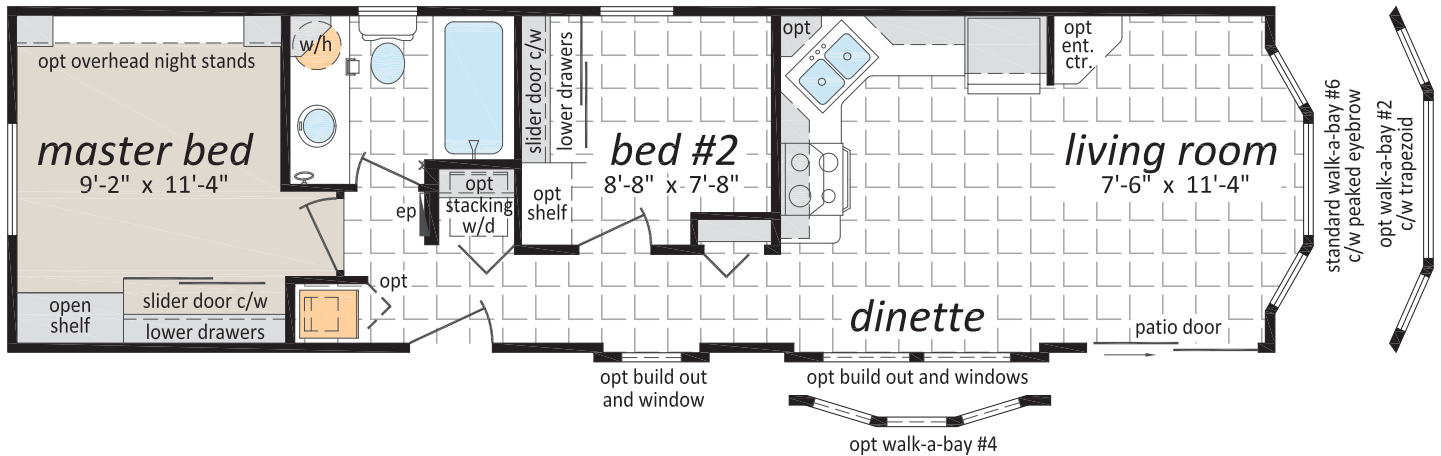 opt overhead night stands
master bed
9'-2" x 11'-4"
open
shelf
slider door c/w
lower drawers
w/h
ep
opt
opt
stacking
w/d
slider door c/w
lower drawers
opt
shelf
bed #2
8'-8" x 7'-8"
opt
opt
ent.
ctr.
living room
7'-6" x 11'-4"
dinette
patio door
opt build out
and window
opt build out and windows
opt walk-a-bay #4
standard walk-a-bay #6
c/w peaked eyebrow
opt walk-a-bay #2
c/w trapezoid